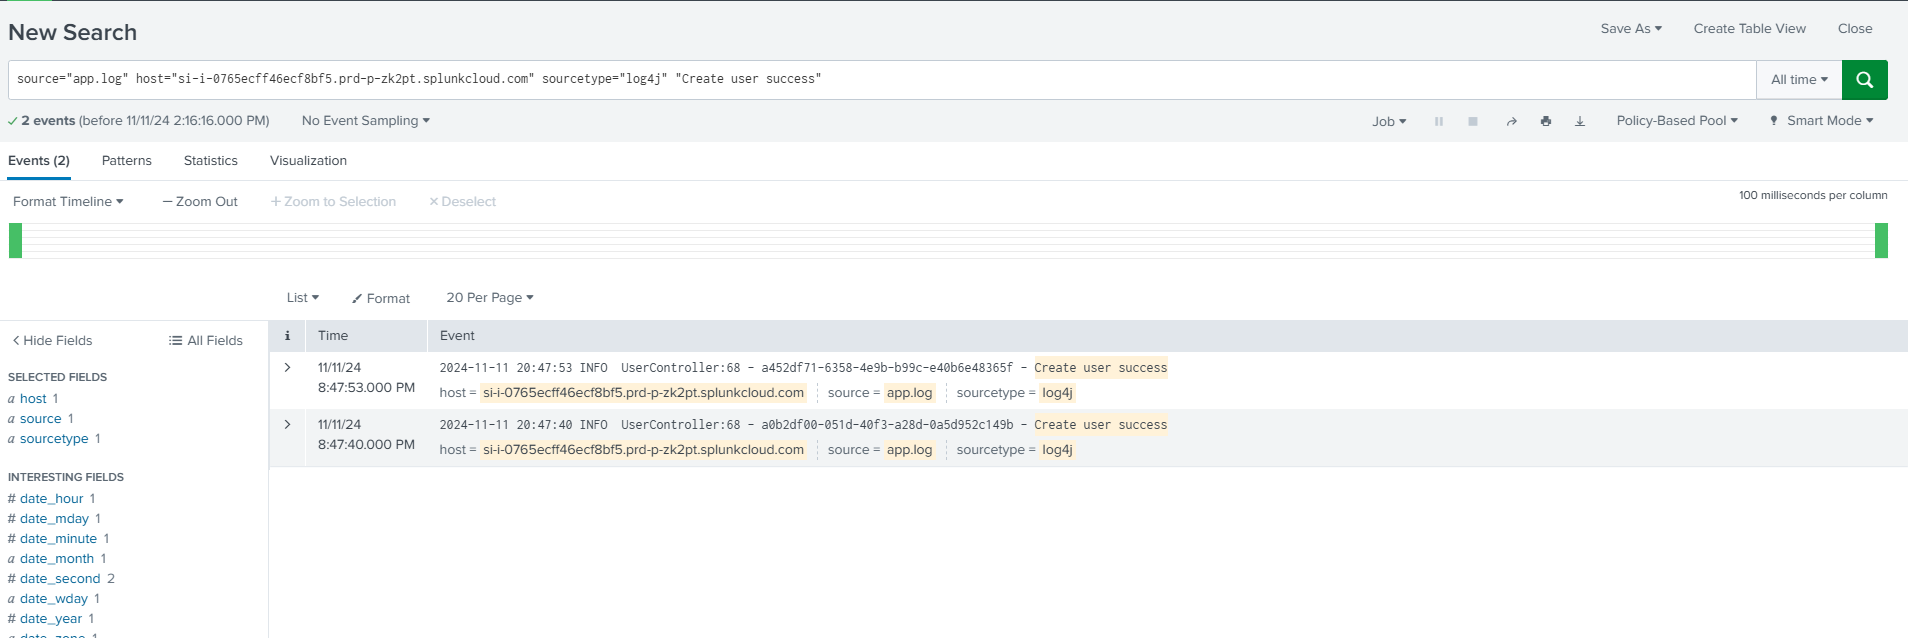 New Search
Save As Create Table View Close
source="app.log" host="si-i-0765ecff46ecf8bf5.prd-p-zk2pt.splunkcloud.com" sourcetype="log4j" "Create user success"
All time
2 events (before 11/11/24 2:16:16.000 PM) No Event Sampling
Job Policy-Based Pool Smart Mode
Events (2) Patterns Statistics Visualization
Format Timeline — Zoom Out + Zoom to Selection × Deselect
100 milliseconds per column
List Format 20 Per Page
< Hide Fields All Fields
SELECTED FIELDS
a host 1
a source 1
a sourcetype 1
INTERESTING FIELDS
# date_hour 1
# date_mday 1
# date_minute 1
a date_month 1
# date_second 2
a date_wday 1
# date_year 1
a date_zone 1
i Time Event
> 11/11/24
8:47:53.000 PM
2024-11-11 20:47:53 INFO UserController:68 - a452df71-6358-4e9b-b99c-e40b6e48365f - Create user success
host = si-i-0765ecff46ecf8bf5.prd-p-zk2pt.splunkcloud.com source = app.log sourcetype = log4j
> 11/11/24
8:47:40.000 PM
2024-11-11 20:47:40 INFO UserController:68 - a0b2df00-051d-40f3-a28d-0a5d952c149b - Create user success
host = si-i-0765ecff46ecf8bf5.prd-p-zk2pt.splunkcloud.com source = app.log sourcetype = log4j